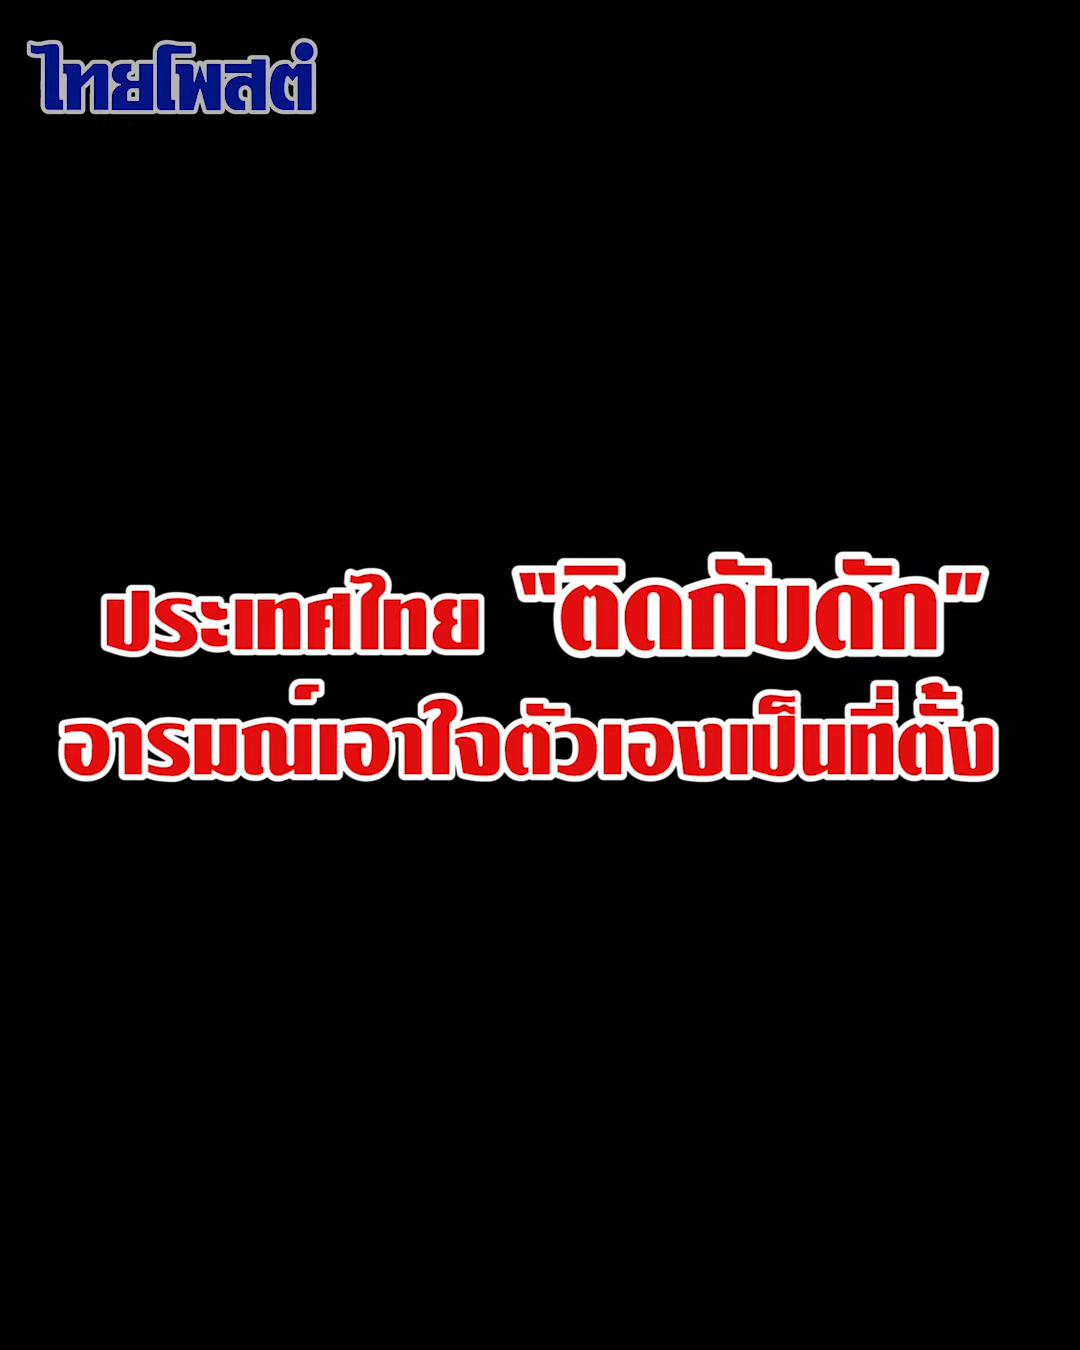 ไทยโพสต์
ประเทศไทย "ติดกับดัก"
อารมณ์เอาใจตัวเองเป็นที่ตั้ง